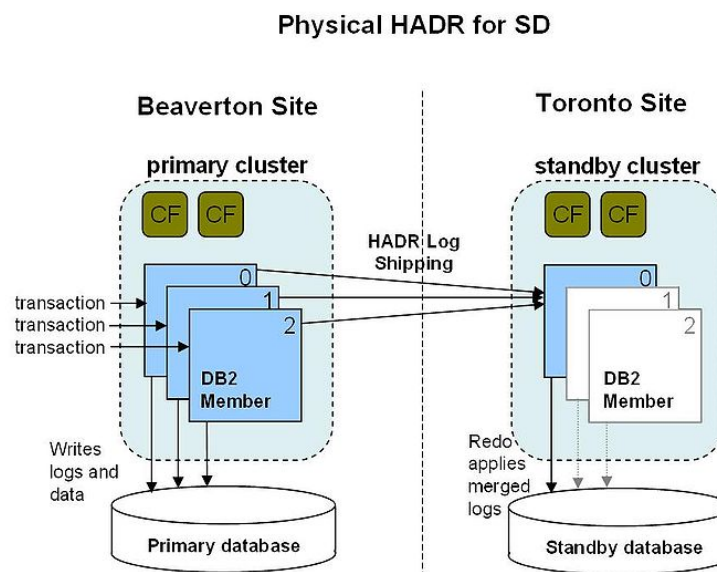 Physical HADR for SD
Beaverton Site
Toronto Site
primary cluster
standby cluster
CF CF
CF CF
HADR Log
Shipping
0
1
2
0
1
2
transaction
transaction
transaction
DB2
Member
DB2
Member
Writes
logs and
data
Redo
applies
merged
logs
Primary database
Standby database